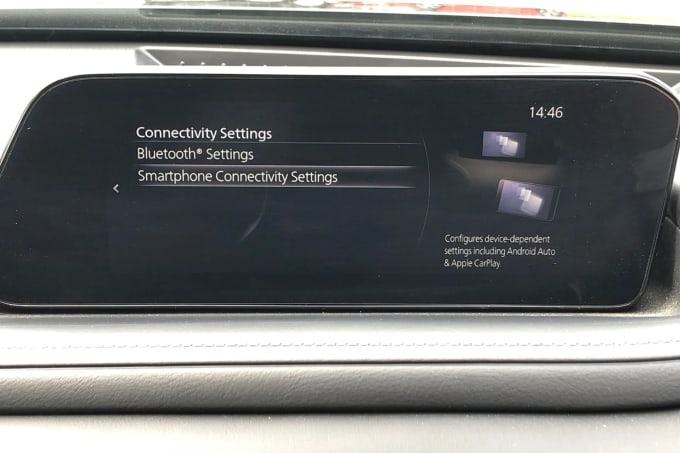 14:46
Connectivity Settings
Bluetooth® Settings
Smartphone Connectivity Settings
Configures device-dependent
settings including Android Auto
& Apple CarPlay.